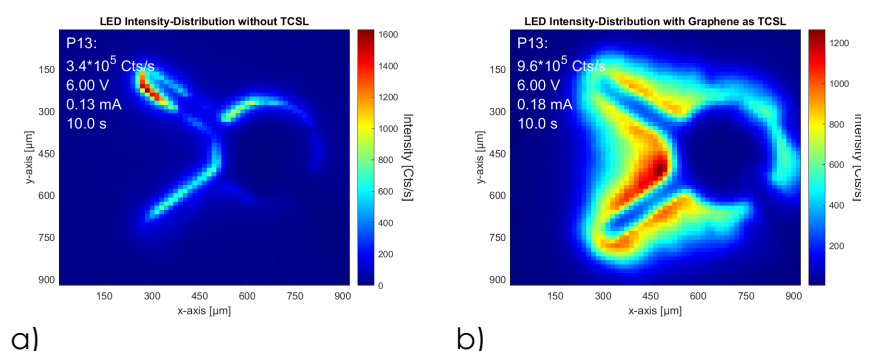 LED Intensity-Distribution without TCSL
P13:
3.4*10^5 Cts/s
6.00 V
0.13 mA
10.0 s
150
300
450
600
750
900
y-axis [µm]
150 300 450 600 750 900
x-axis [µm]
1600
1400
1200
1000
800
600
400
200
0
Intensity [Cts/s]
a)
LED Intensity-Distribution with Graphene as TCSL
P13:
9.6*10^5 Cts/s
6.00 V
0.18 mA
10.0 s
150
300
450
600
750
900
y-axis [µm]
150 300 450 600 750 900
x-axis [µm]
1200
1000
800
600
400
200
Intensity [Cts/s]
b)